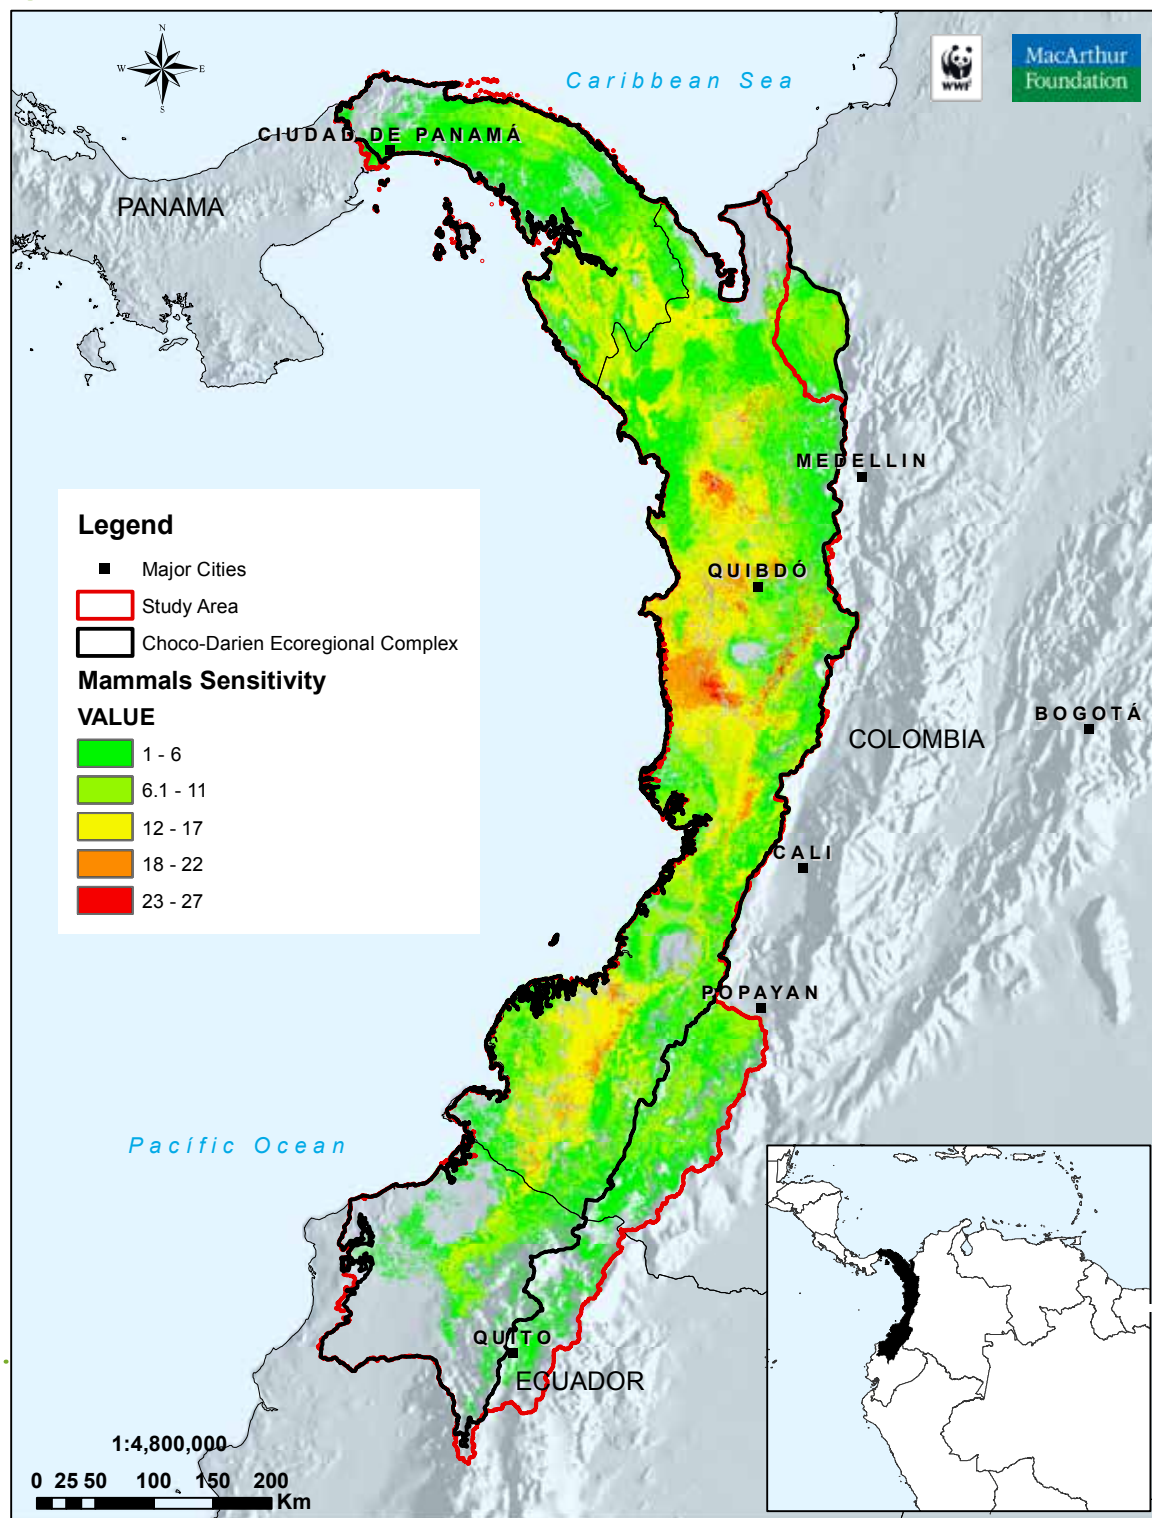 N
W E
S
Caribbean Sea
WWF
MacArthur
Foundation
CIUDAD DE PANAMÁ
PANAMA
MEDELLIN
Legend
Major Cities
Study Area
Choco-Darien Ecoregional Complex
Mammals Sensitivity
VALUE
1 - 6
6.1 - 11
12 - 17
18 - 22
23 - 27
QUIBDÓ
BOGOTÁ
COLOMBIA
CALI
POPAYAN
Pacífic Ocean
QUITO
ECUADOR
1:4,800,000
0 25 50 100 150 200
Km